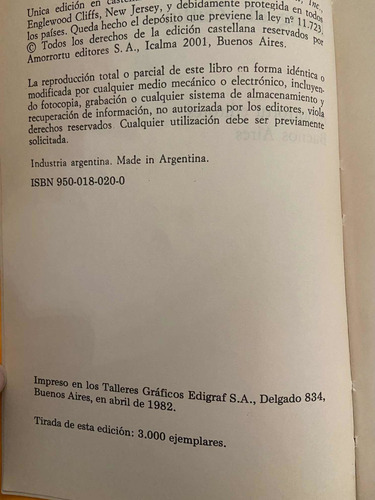 Unica edición en castellano
Inc.,
Englewood Cliffs, New Jersey, y debidamente protegida en todos
los países. Queda hecho el depósito que previene la ley nº 11.723.
© Todos los derechos de la edición castellana reservados por
Amorrortu editores S. A., Icalma 2001, Buenos Aires.
La reproducción total o parcial de este libro en forma idéntica o
modificada por cualquier medio mecánico o electrónico, incluyen-
do fotocopia, grabación o cualquier sistema de almacenamiento y
recuperación de información, no autorizada por los editores, viola
derechos reservados Cualquier utilización debe ser previamente
solicitada.
Industria argentina. Made in Argentina.
ISBN 950-018-020-0
Impreso en los Talleres Gráficos Edigraf S.A., Delgado 834,
Buenos Aires, en abril de 1982.
Tirada de esta edición: 3.000 ejemplares.